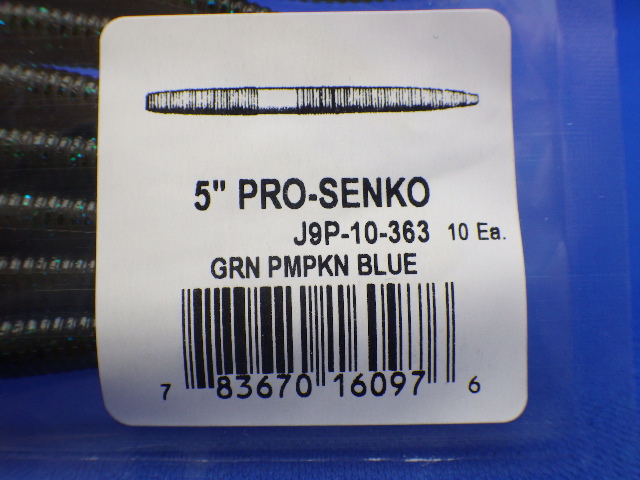 5" PRO-SENKO
J9P-10-363 10 Ea.
GRN PMPKN BLUE
7 83670 16097 6